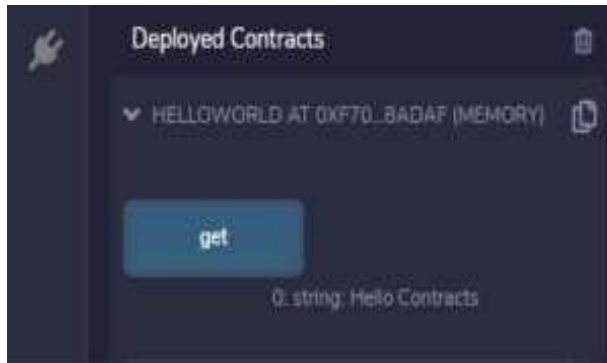 Deployed Contracts
HELLOWORLD AT 0XF70...8ADAF (MEMORY)
get
0: string: Hello Contracts